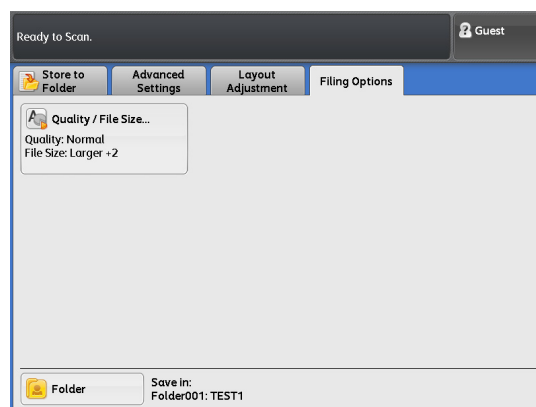 Ready to Scan.
Guest
Store to
Folder
Advanced
Settings
Layout
Adjustment
Filing Options
Quality / File Size...
Quality: Normal
File Size: Larger +2
Folder
Save in:
Folder001: TEST1